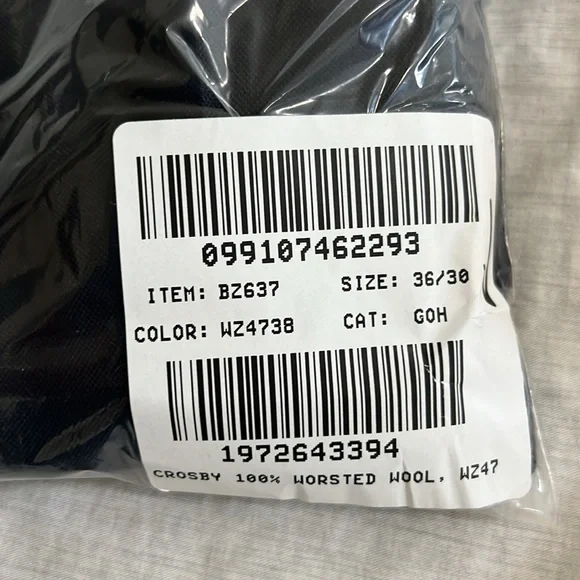 099107462293
ITEM: BZ637 SIZE: 36/30
COLOR: WZ4738 CAT: GOH
1972643394
CROSBY 100% WORSTED WOOL, WZ47